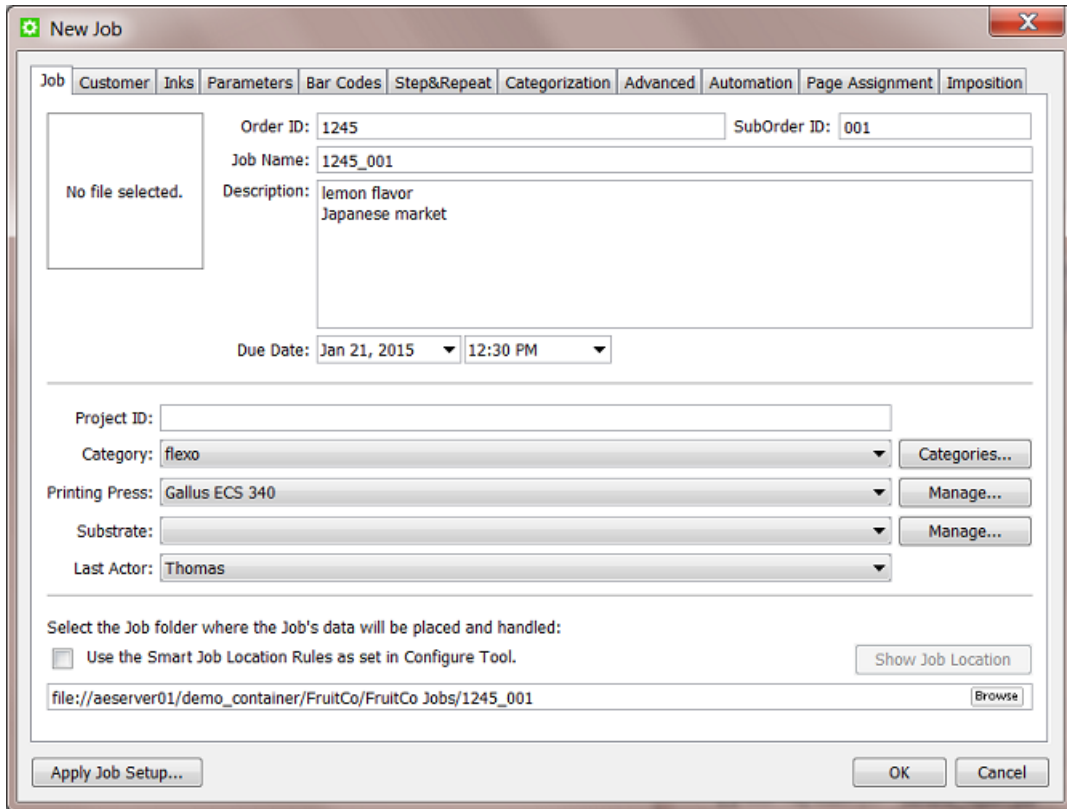 New Job
Job Customer Inks Parameters Bar Codes Step&Repeat Categorization Advanced Automation Page Assignment Imposition
No file selected.
Order ID: 1245 SubOrder ID: 001
Job Name: 1245_001
Description: lemon flavor
Japanese market
Due Date: Jan 21, 2015 12:30 PM
Project ID:
Category: flexo Categories...
Printing Press: Gallus ECS 340 Manage...
Substrate: Manage...
Last Actor: Thomas
Select the Job folder where the Job's data will be placed and handled:
Use the Smart Job Location Rules as set in Configure Tool. Show Job Location
file://aeserver01/demo_container/FruitCo/FruitCo Jobs/1245_001 Browse
Apply Job Setup... OK Cancel